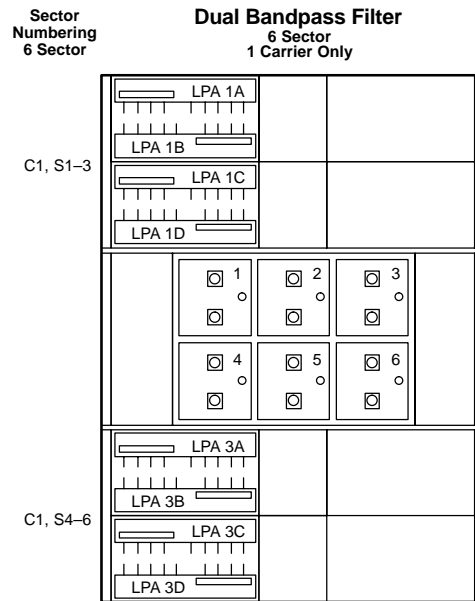 Sector
Numbering
6 Sector
Dual Bandpass Filter
6 Sector
1 Carrier Only
LPA 1A
LPA 1B
C1, S1–3
LPA 1C
LPA 1D
1 2 3
4 5 6
LPA 3A
LPA 3B
C1, S4–6
LPA 3C
LPA 3D